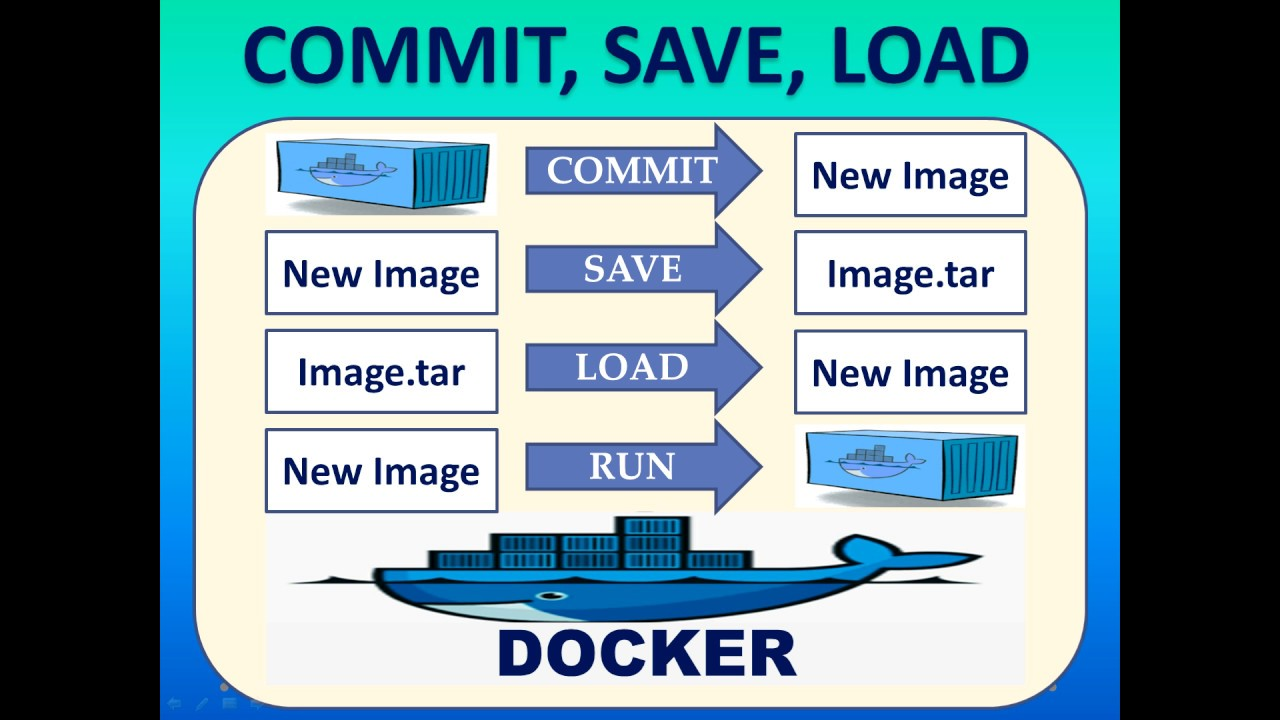 COMMIT, SAVE, LOAD
COMMIT
New Image
New Image
SAVE
Image.tar
Image.tar
LOAD
New Image
New Image
RUN
DOCKER